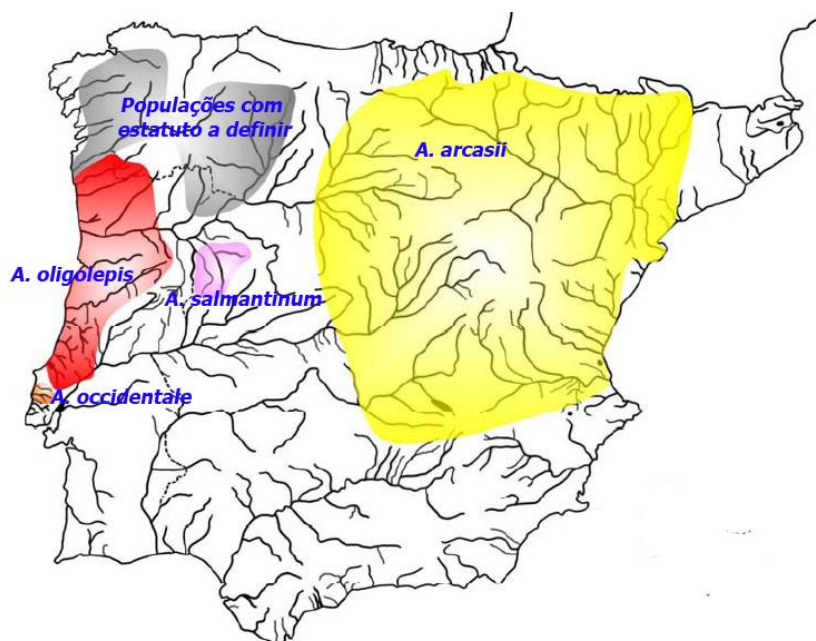 Populações com
estatuto a definir
A. arcasii
A. oligolepis
A. salmantinum
A. occidentale